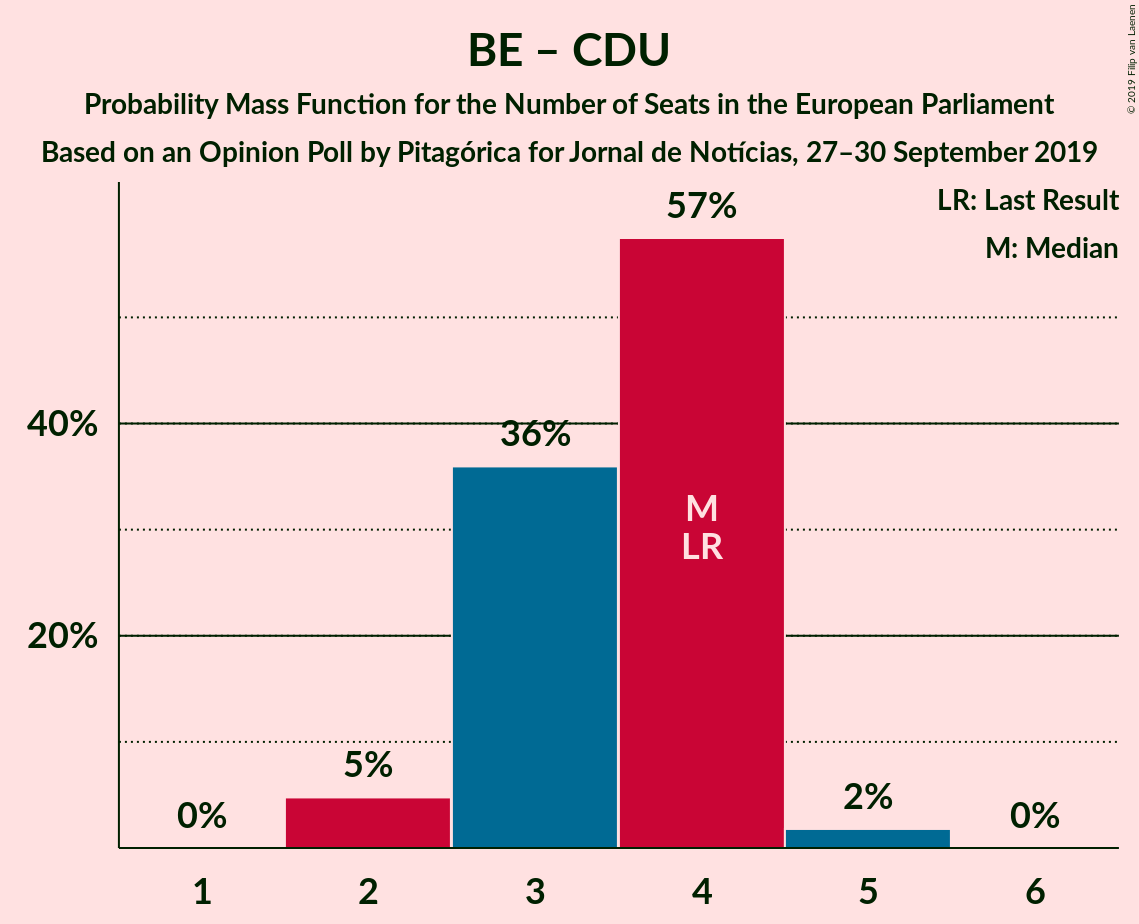 BE – CDU
Probability Mass Function for the Number of Seats in the European Parliament
Based on an Opinion Poll by Pitagórica for Jornal de Notícias, 27–30 September 2019
© 2019 Filip van Laenen
LR: Last Result
M: Median
57%
40%
36%
M
LR
20%
5%
2%
0%
0%
1 2 3 4 5 6